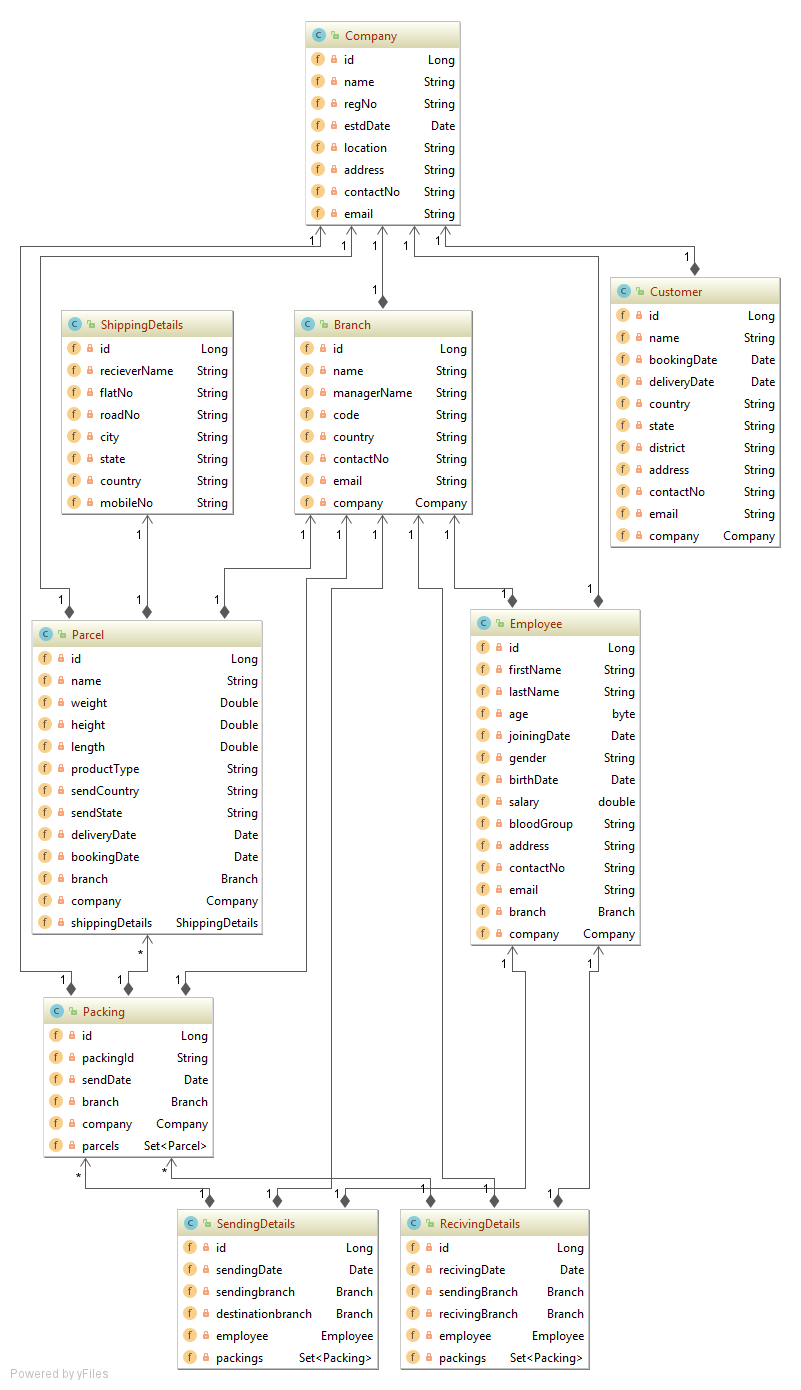 Company
id Long
name String
regNo String
estdDate Date
location String
address String
contactNo String
email String
1 1 1 1 1
1
1
Customer
id Long
name String
bookingDate Date
deliveryDate Date
country String
state String
district String
address String
contactNo String
email String
company Company
ShippingDetails
id Long
recieverName String
flatNo String
roadNo String
city String
state String
country String
mobileNo String
Branch
id Long
name String
managerName String
code String
country String
contactNo String
email String
company Company
1 1 1 1 1 1
1 1 1 1 1
Parcel
id Long
name String
weight Double
height Double
length Double
productType String
sendCountry String
sendState String
deliveryDate Date
bookingDate Date
branch Branch
company Company
shippingDetails ShippingDetails
Employee
id Long
firstName String
lastName String
age byte
joiningDate Date
gender String
birthDate Date
salary double
bloodGroup String
address String
contactNo String
email String
branch Branch
company Company
* 1 1
1 1 1
Packing
id Long
packingId String
sendDate Date
branch Branch
company Company
parcels Set<Parcel>
* *
1 1 1 1 1 1
SendingDetails
id Long
sendingDate Date
sendingbranch Branch
destinationbranch Branch
employee Employee
packings Set<Packing>
RecivingDetails
id Long
recivingDate Date
sendingBranch Branch
recivingBranch Branch
employee Employee
packings Set<Packing>
Powered by yFiles